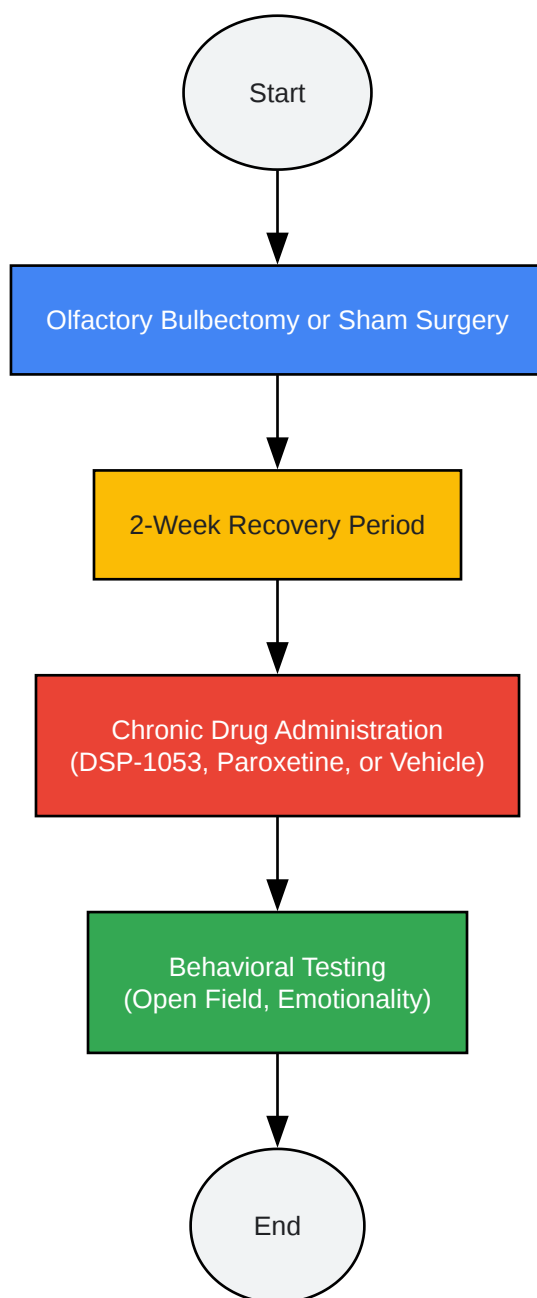 Start
Olfactory Bulbectomy or Sham Surgery
2-Week Recovery Period
Chronic Drug Administration
(DSP-1053, Paroxetine, or Vehicle)
Behavioral Testing
(Open Field, Emotionality)
End